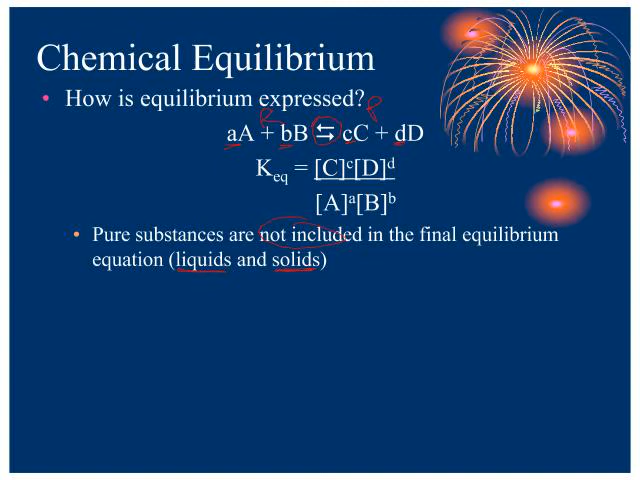 Chemical Equilibrium
• How is equilibrium expressed?
R P
aA + bB ⇆ cC + dD
Keq = [C]ᶜ[D]ᵈ
[A]ᵃ[B]ᵇ
• Pure substances are not included in the final equilibrium
equation (liquids and solids)